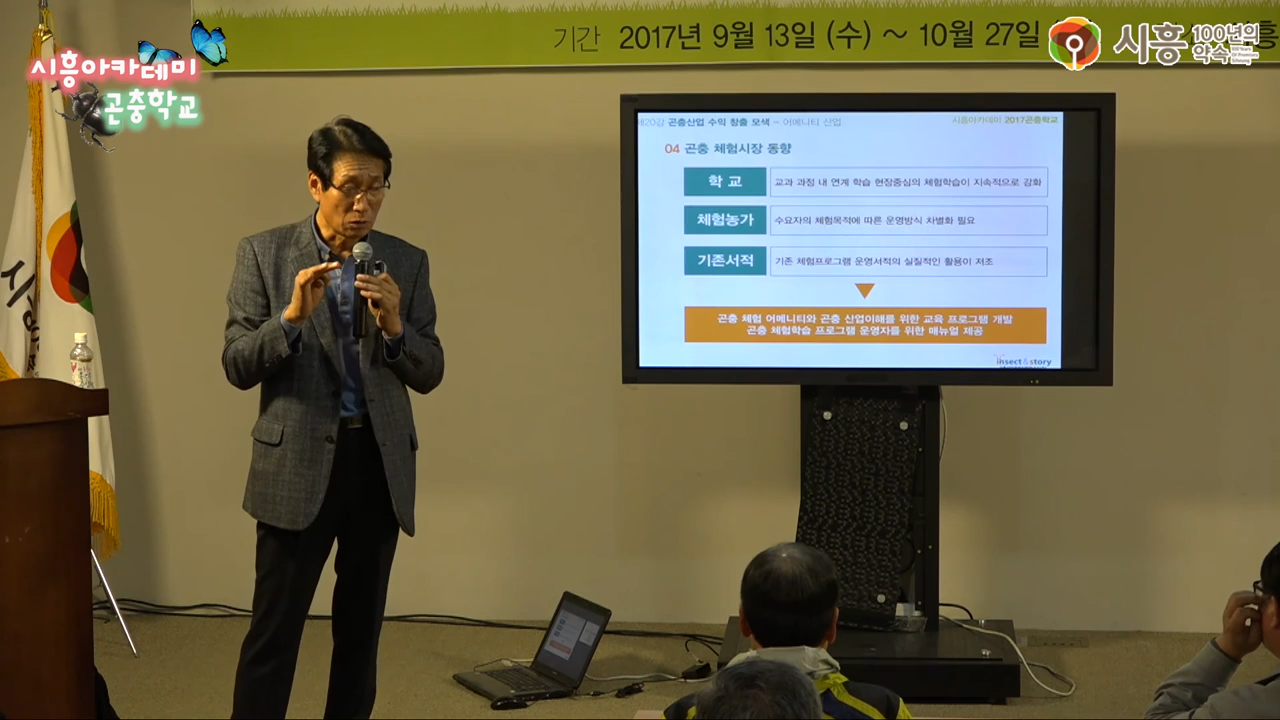 기간 2017년 9월 13일 (수) ~ 10월 27일
시흥아카데미
곤충학교
시흥 100년의 약속
제20강 곤충산업 수익 창출 모색 - 어메니티 산업
시흥아카데미 2017곤충학교
04 곤충 체험시장 동향
학 교
교과 과정 내 연계 학습 현장중심의 체험학습이 지속적으로 강화
체험농가
수요자의 체험목적에 따른 운영방식 차별화 필요
기존서적
기존 체험프로그램 운영서적의 실질적인 활용이 저조
곤충 체험 어메니티와 곤충 산업이해를 위한 교육 프로그램 개발
곤충 체험학습 프로그램 운영자를 위한 매뉴얼 제공
insect&story